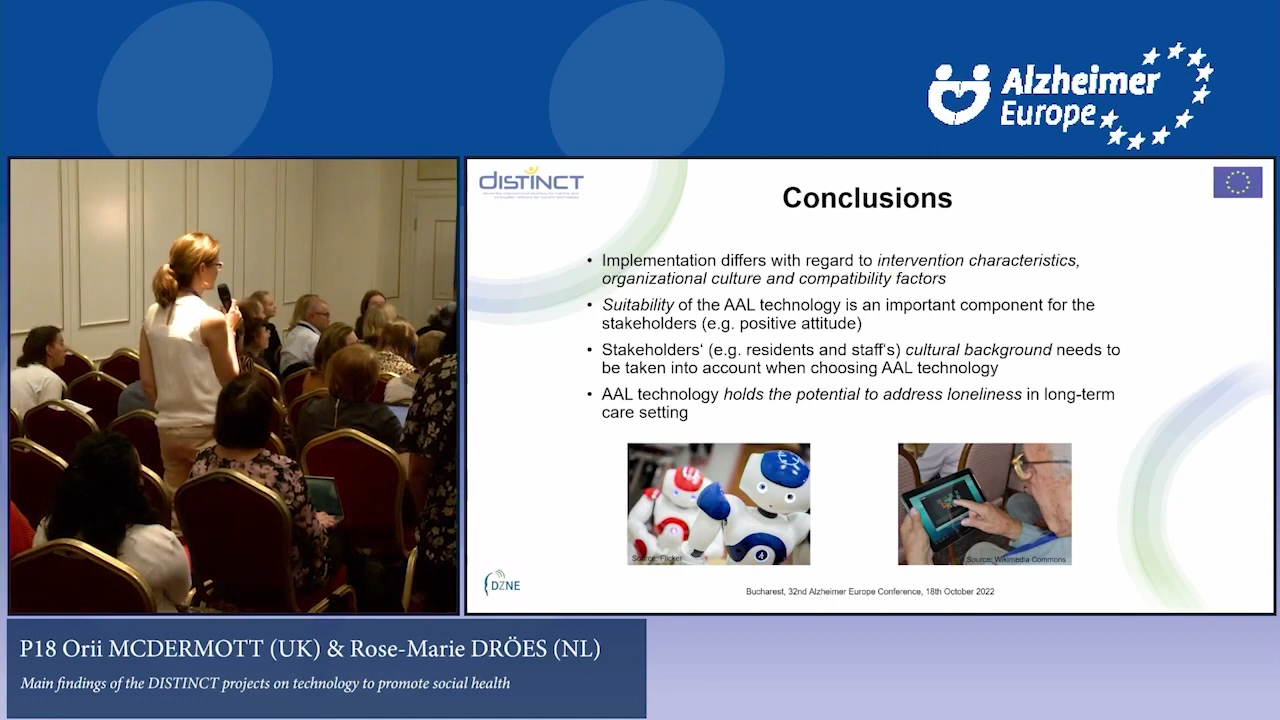 Alzheimer
Europe
DISTINCT
Conclusions
• Implementation differs with regard to intervention characteristics,
organizational culture and compatibility factors
• Suitability of the AAL technology is an important component for the
stakeholders (e.g. positive attitude)
• Stakeholders‘ (e.g. residents and staff‘s) cultural background needs to
be taken into account when choosing AAL technology
• AAL technology holds the potential to address loneliness in long-term
care setting
Source: Flicker
Source: Wikimedia Commons
DZNE
Bucharest, 32nd Alzheimer Europe Conference, 18th October 2022
P18 Orii MCDERMOTT (UK) & Rose-Marie DRÖES (NL)
Main findings of the DISTINCT projects on technology to promote social health